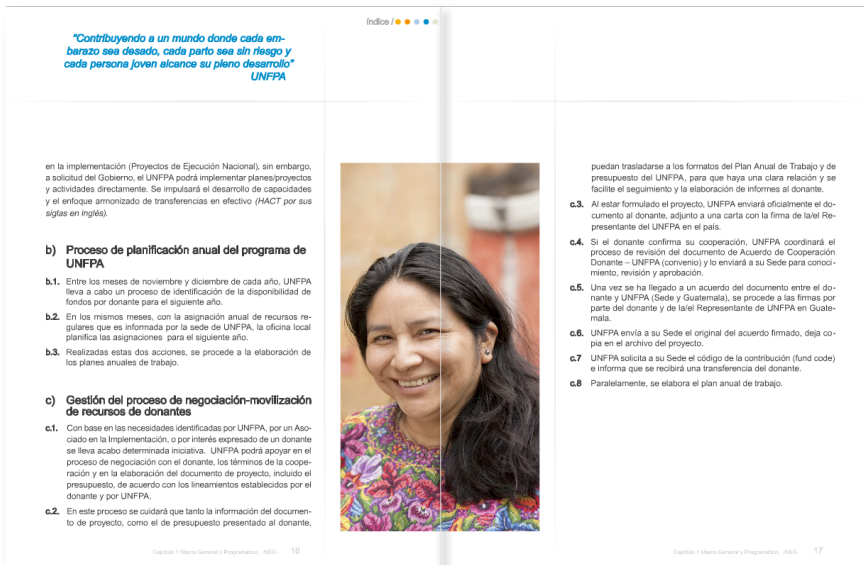 índice /
"Contribuyendo a un mundo donde cada em-
barazo sea desado, cada parto sea sin riesgo y
cada persona joven alcance su pleno desarrollo"
UNFPA
en la implementación (Proyectos de Ejecución Nacional), sin embargo,
a solicitud del Gobierno, el UNFPA podrá implementar planes/proyectos
y actividades directamente. Se impulsará el desarrollo de capacidades
y el enfoque armonizado de transferencias en efectivo (HACT por sus
siglas en inglés).
b) Proceso de planificación anual del programa de
UNFPA
b.1. Entre los meses de noviembre y diciembre de cada año, UNFPA
lleva a cabo un proceso de identificación de la disponibilidad de
fondos por donante para el siguiente año.
b.2. En los mismos meses, con la asignación anual de recursos re-
gulares que es informada por la sede de UNFPA, la oficina local
planifica las asignaciones para el siguiente año.
b.3. Realizadas estas dos acciones, se procede a la elaboración de
los planes anuales de trabajo.
c) Gestión del proceso de negociación-movilización
de recursos de donantes
c.1. Con base en las necesidades identificadas por UNFPA, por un Aso-
ciado en la Implementación, o por interés expresado de un donante
se lleva acabo determinada iniciativa. UNFPA podrá apoyar en el
proceso de negociación con el donante, los términos de la coope-
ración y en la elaboración del documento de proyecto, incluido el
presupuesto, de acuerdo con los lineamientos establecidos por el
donante y por UNFPA.
c.2. En este proceso se cuidará que tanto la información del documen-
to de proyecto, como el de presupuesto presentado al donante,
Capítulo 1 Marco General y Programático, -NEX- 16
puedan trasladarse a los formatos del Plan Anual de Trabajo y de
presupuesto del UNFPA, para que haya una clara relación y se
facilite el seguimiento y la elaboración de informes al donante.
c.3. Al estar formulado el proyecto, UNFPA enviará oficialmente el do-
cumento al donante, adjunto a una carta con la firma de la/el Re-
presentante del UNFPA en el país.
c.4. Si el donante confirma su cooperación, UNFPA coordinará el
proceso de revisión del documento de Acuerdo de Cooperación
Donante – UNFPA (convenio) y lo enviará a su Sede para conoci-
miento, revisión y aprobación.
c.5. Una vez se ha llegado a un acuerdo del documento entre el do-
nante y UNFPA (Sede y Guatemala), se procede a las firmas por
parte del donante y de la/el Representante de UNFPA en Guate-
mala.
c.6. UNFPA envía a su Sede el original del acuerdo firmado, deja co-
pia en el archivo del proyecto.
c.7 UNFPA solicita a su Sede el código de la contribución (fund code)
e informa que se recibirá una transferencia del donante.
c.8 Paralelamente, se elabora el plan anual de trabajo.
Capítulo 1 Marco General y Programático, -NEX- 17